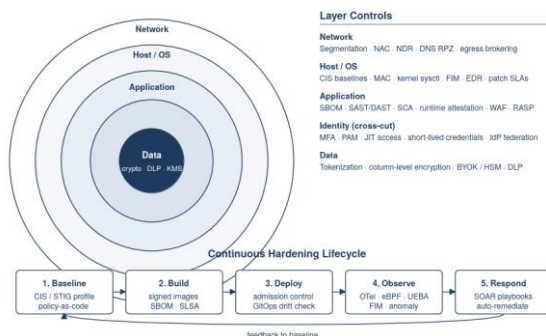 Network
Host / OS
Application
Data
crypto · DLP · KMS
Layer Controls
Network
Segmentation · NAC · NDR · DNS RPZ · egress brokering
Host / OS
CIS baselines · MAC · kernel sysctl · FIM · EDR · patch SLAs
Application
SBOM · SAST/DAST · SCA · runtime attestation · WAF · RASP
Identity (cross-cut)
MFA · PAM · JIT access · short-lived credentials · IdP federation
Data
Tokenization · column-level encryption · BYOK / HSM · DLP
Continuous Hardening Lifecycle
1. Baseline
CIS / STIG profile
policy-as-code
2. Build
signed images
SBOM · SLSA
3. Deploy
admission control
GitOps drift check
4. Observe
OTel · eBPF · UEBA
FIM · anomaly
5. Respond
SOAR playbooks
auto-remediate
feedback to baseline